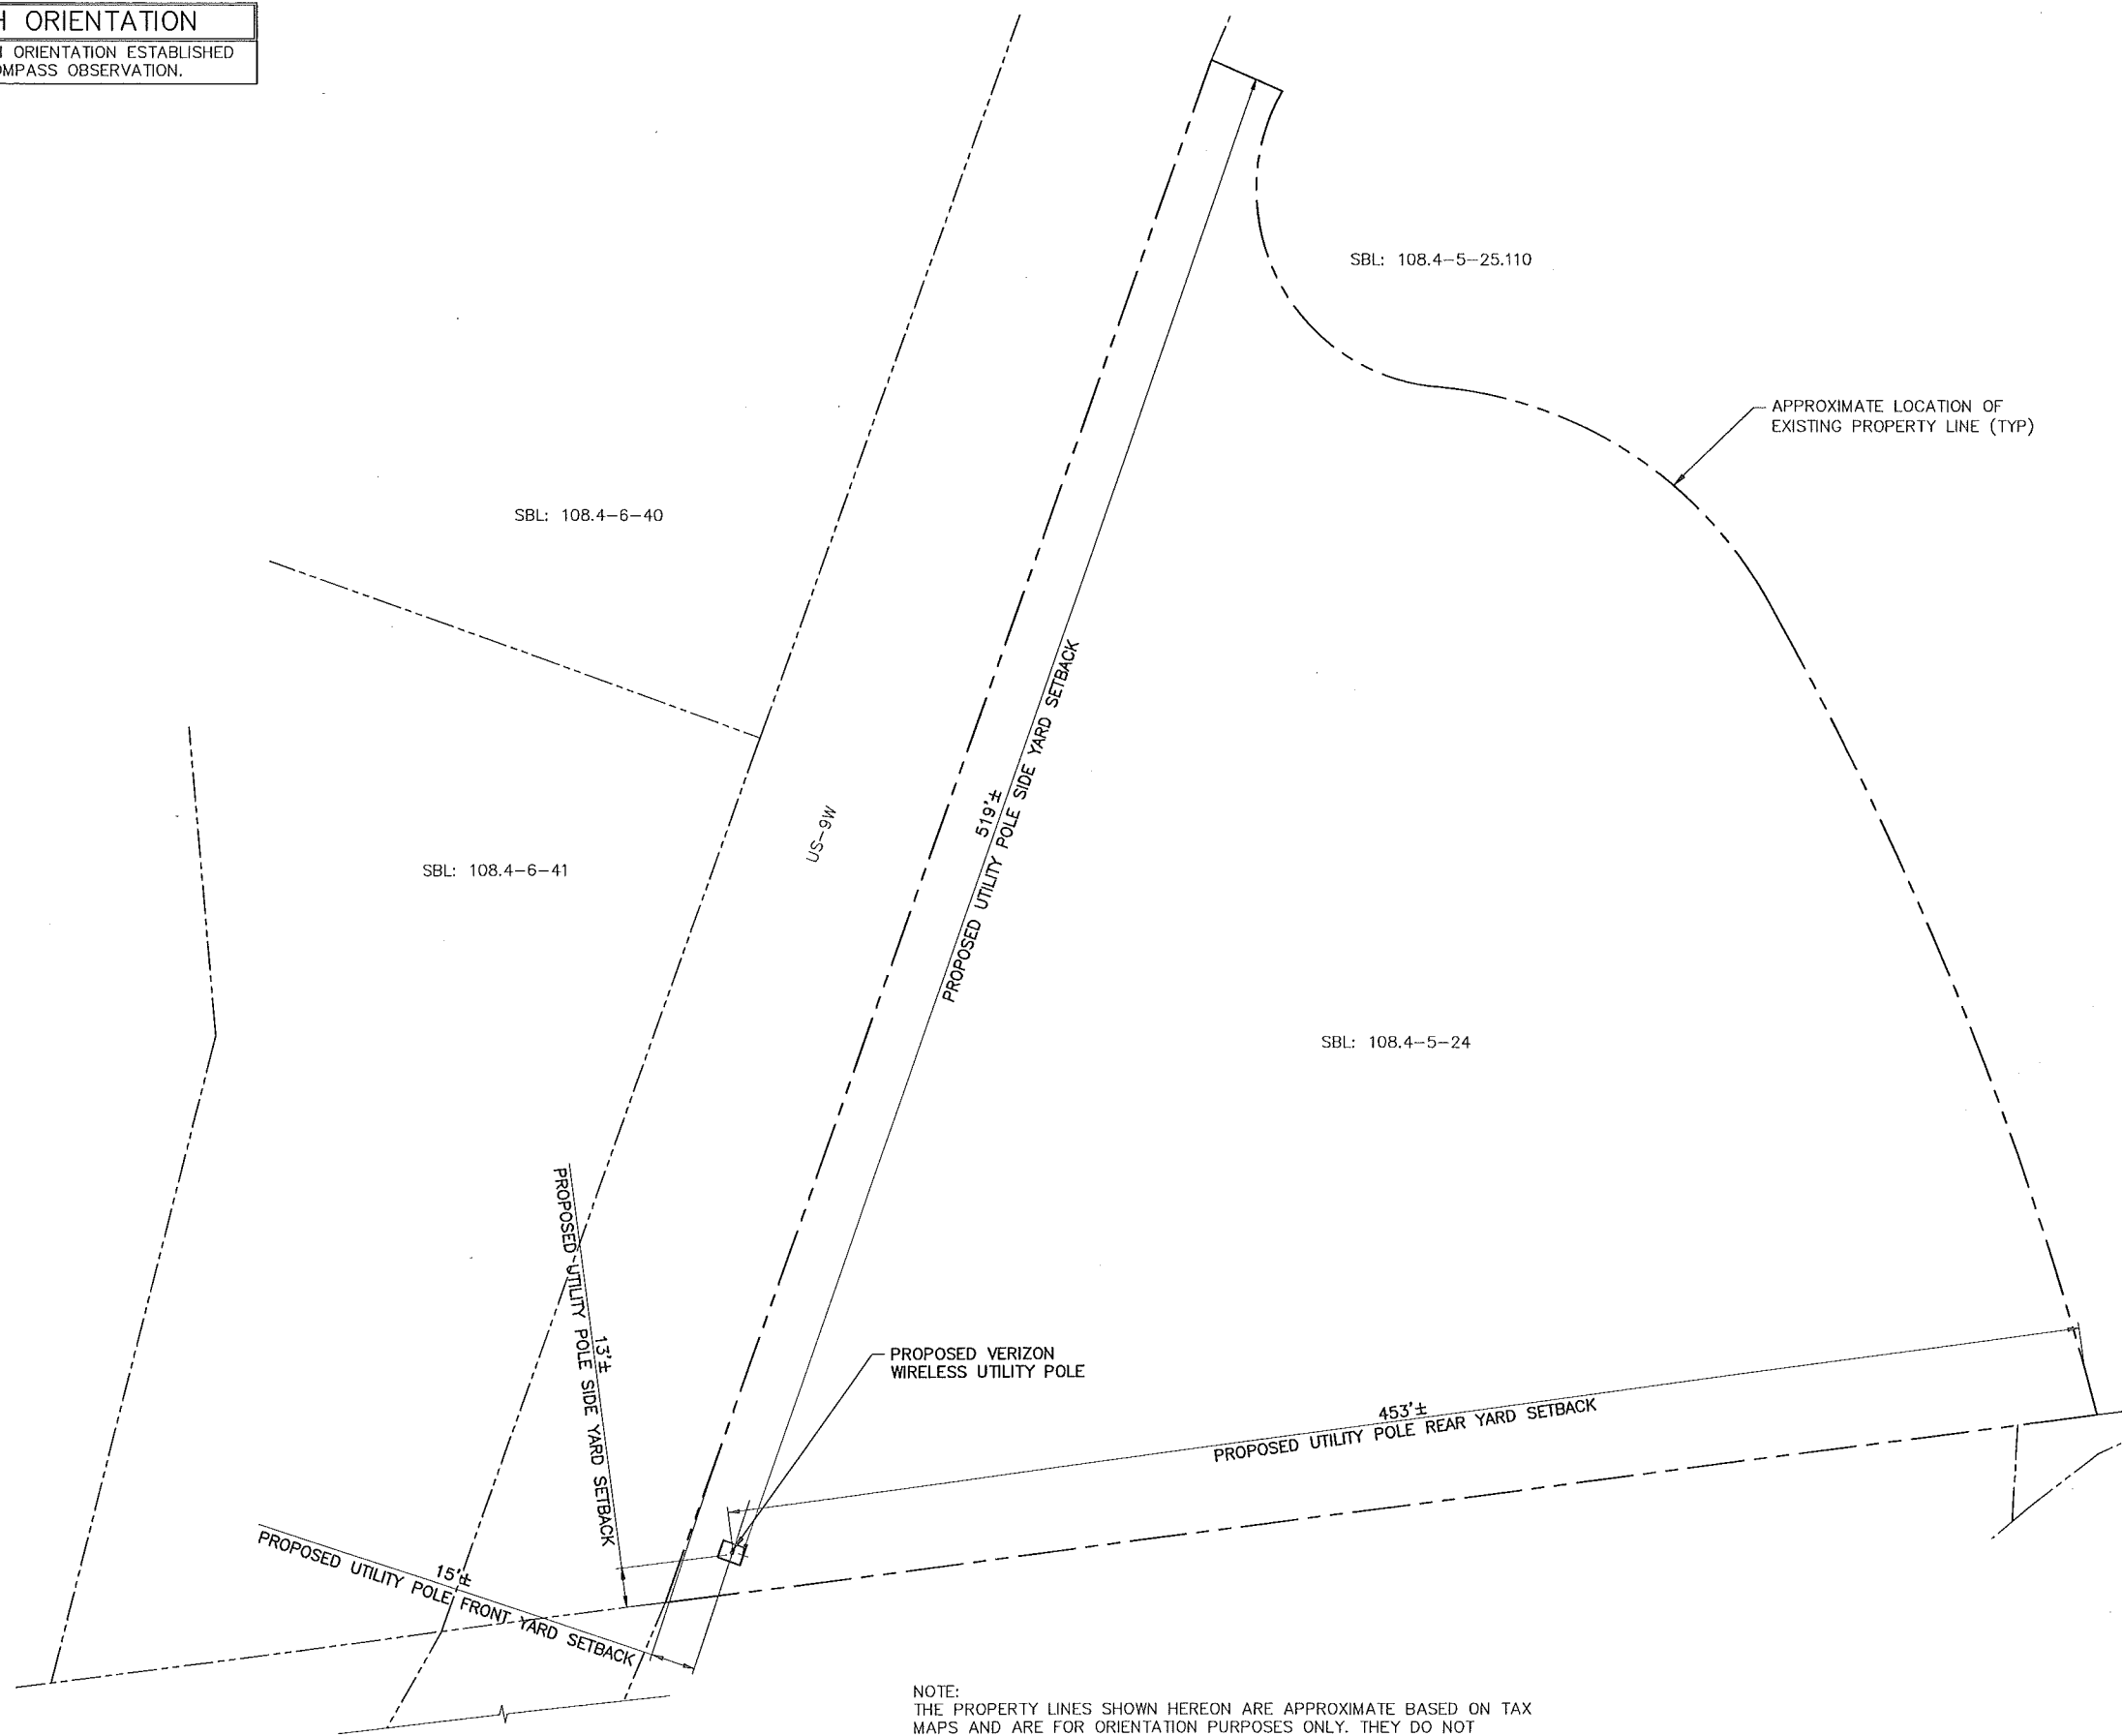 ORIENTATION
ORIENTATION ESTABLISHED
OBSERVATION.
SBL: 108.4-5-25.110
APPROXIMATE LOCATION OF
EXISTING PROPERTY LINE (TYP)
SBL: 108.4-6-40
519'±
PROPOSED UTILITY POLE SIDE YARD SETBACK
US-9W
SBL: 108.4-6-41
SBL: 108.4-5-24
13'±
PROPOSED UTILITY POLE SIDE YARD SETBACK
PROPOSED VERIZON
WIRELESS UTILITY POLE
453'±
PROPOSED UTILITY POLE REAR YARD SETBACK
15'±
PROPOSED UTILITY POLE FRONT YARD SETBACK
NOTE:
THE PROPERTY LINES SHOWN HEREON ARE APPROXIMATE BASED ON TAX
MAPS AND ARE FOR ORIENTATION PURPOSES ONLY. THEY DO NOT